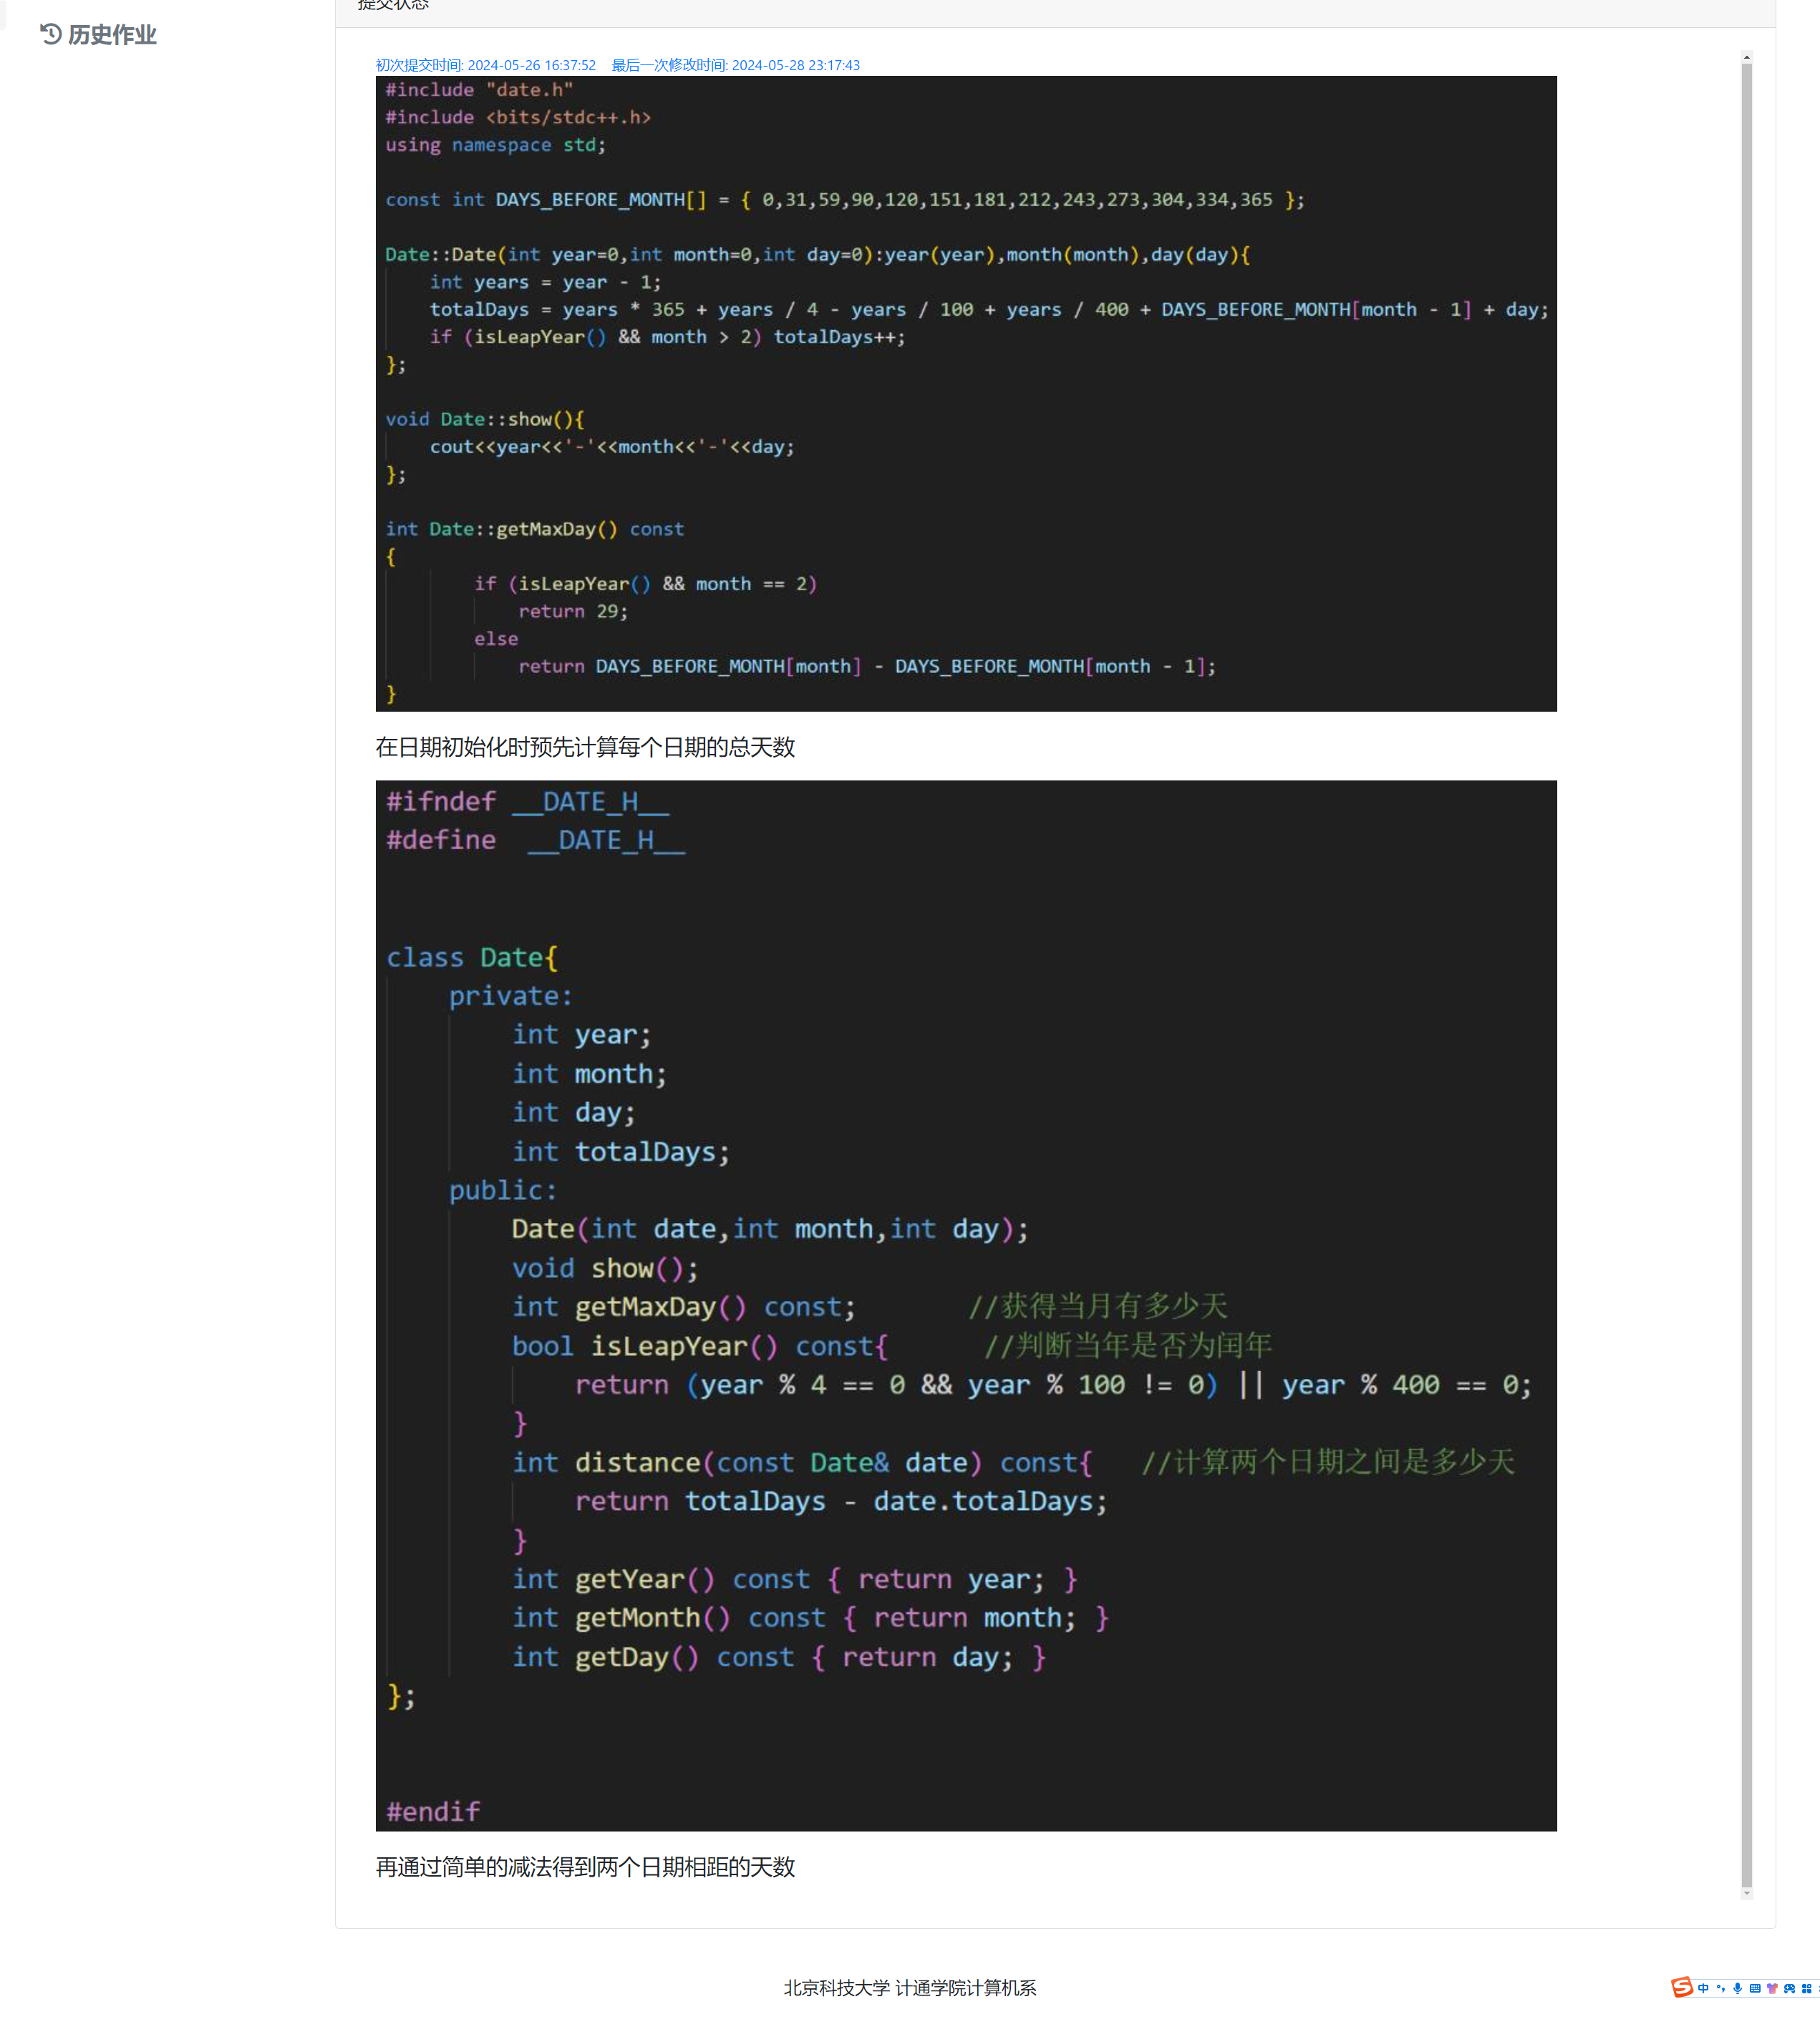 提交状态
历史作业
初次提交时间: 2024-05-26 16:37:52 最后一次修改时间: 2024-05-28 23:17:43
#include "date.h"
#include <bits/stdc++.h>
using namespace std;
const int DAYS_BEFORE_MONTH[] = { 0,31,59,90,120,151,181,212,243,273,304,334,365 };
Date::Date(int year=0,int month=0,int day=0):year(year),month(month),day(day){
    int years = year - 1;
    totalDays = years * 365 + years / 4 - years / 100 + years / 400 + DAYS_BEFORE_MONTH[month - 1] + day;
    if (isLeapYear() && month > 2) totalDays++;
};
void Date::show(){
    cout<<year<<'-'<<month<<'-'<<day;
};
int Date::getMaxDay() const
{
        if (isLeapYear() && month == 2)
            return 29;
        else
            return DAYS_BEFORE_MONTH[month] - DAYS_BEFORE_MONTH[month - 1];
}
在日期初始化时预先计算每个日期的总天数
#ifndef __DATE_H__
#define  __DATE_H__
class Date{
    private:
        int year;
        int month;
        int day;
        int totalDays;
    public:
        Date(int date,int month,int day);
        void show();
        int getMaxDay() const;       //获得当月有多少天
        bool isLeapYear() const{      //判断当年是否为闰年
            return (year % 4 == 0 && year % 100 != 0) || year % 400 == 0;
        }
        int distance(const Date& date) const{   //计算两个日期之间是多少天
            return totalDays - date.totalDays;
        }
        int getYear() const { return year; }
        int getMonth() const { return month; }
        int getDay() const { return day; }
};
#endif
再通过简单的减法得到两个日期相距的天数
北京科技大学 计通学院计算机系
中